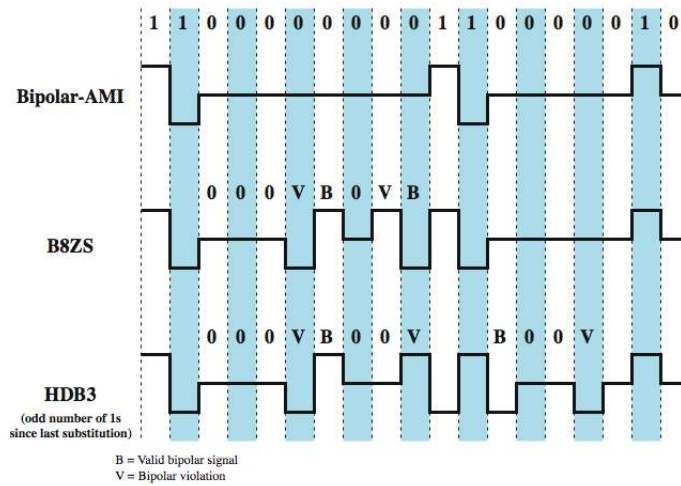 1 1 0 0 0 0 0 0 0 0 1 1 0 0 0 0 0 1 0
Bipolar-AMI
0 0 0 V B 0 V B
B8ZS
0 0 0 V B 0 0 V B 0 0 V
HDB3
(odd number of 1s
since last substitution)
B = Valid bipolar signal
V = Bipolar violation